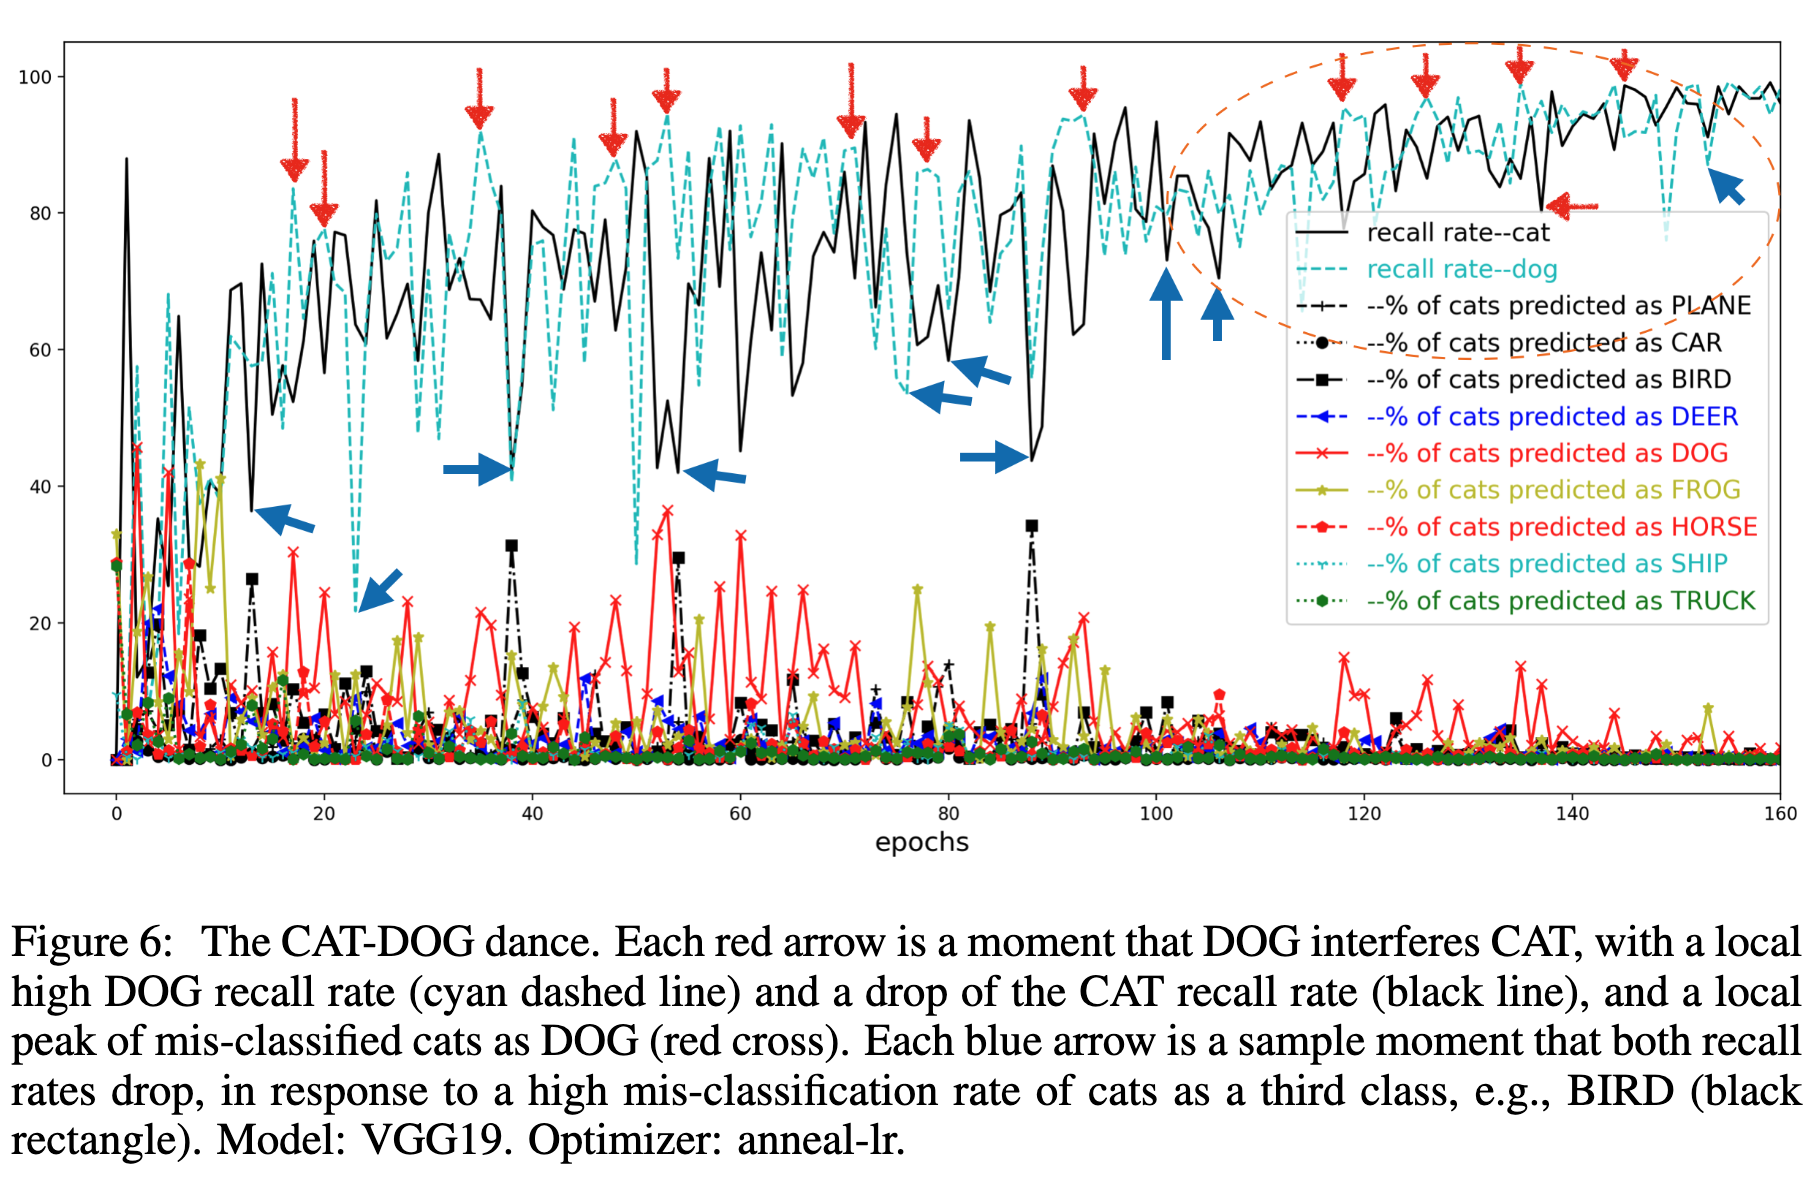 100
80
60
40
20
0
0 20 40 60 80 100 120 140 160
epochs
recall rate--cat
recall rate--dog
--% of cats predicted as PLANE
--% of cats predicted as CAR
--% of cats predicted as BIRD
--% of cats predicted as DEER
--% of cats predicted as DOG
--% of cats predicted as FROG
--% of cats predicted as HORSE
--% of cats predicted as SHIP
--% of cats predicted as TRUCK
Figure 6: The CAT-DOG dance. Each red arrow is a moment that DOG interferes CAT, with a local
high DOG recall rate (cyan dashed line) and a drop of the CAT recall rate (black line), and a local
peak of mis-classified cats as DOG (red cross). Each blue arrow is a sample moment that both recall
rates drop, in response to a high mis-classification rate of cats as a third class, e.g., BIRD (black
rectangle). Model: VGG19. Optimizer: anneal-lr.